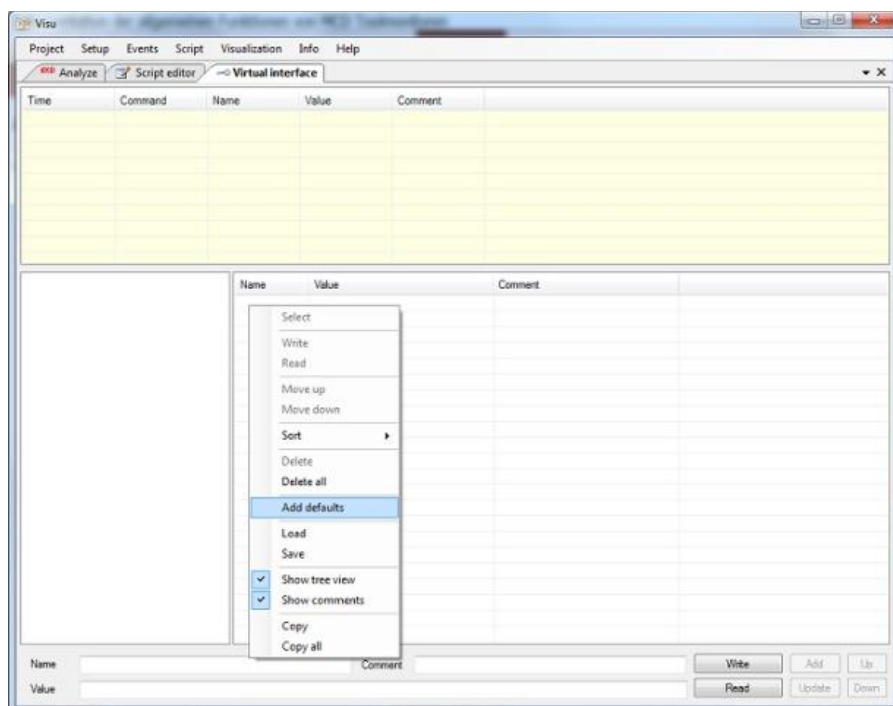 Visu
Project Setup Events Script Visualization Info Help
Analyze Script editor Virtual interface
Time Command Name Value Comment
Name Value Comment
Select
Write
Read
Move up
Move down
Sort
Delete
Delete all
Add defaults
Load
Save
Show tree view
Show comments
Copy
Copy all
Name Comment Write Add Up
Value Read Update Down